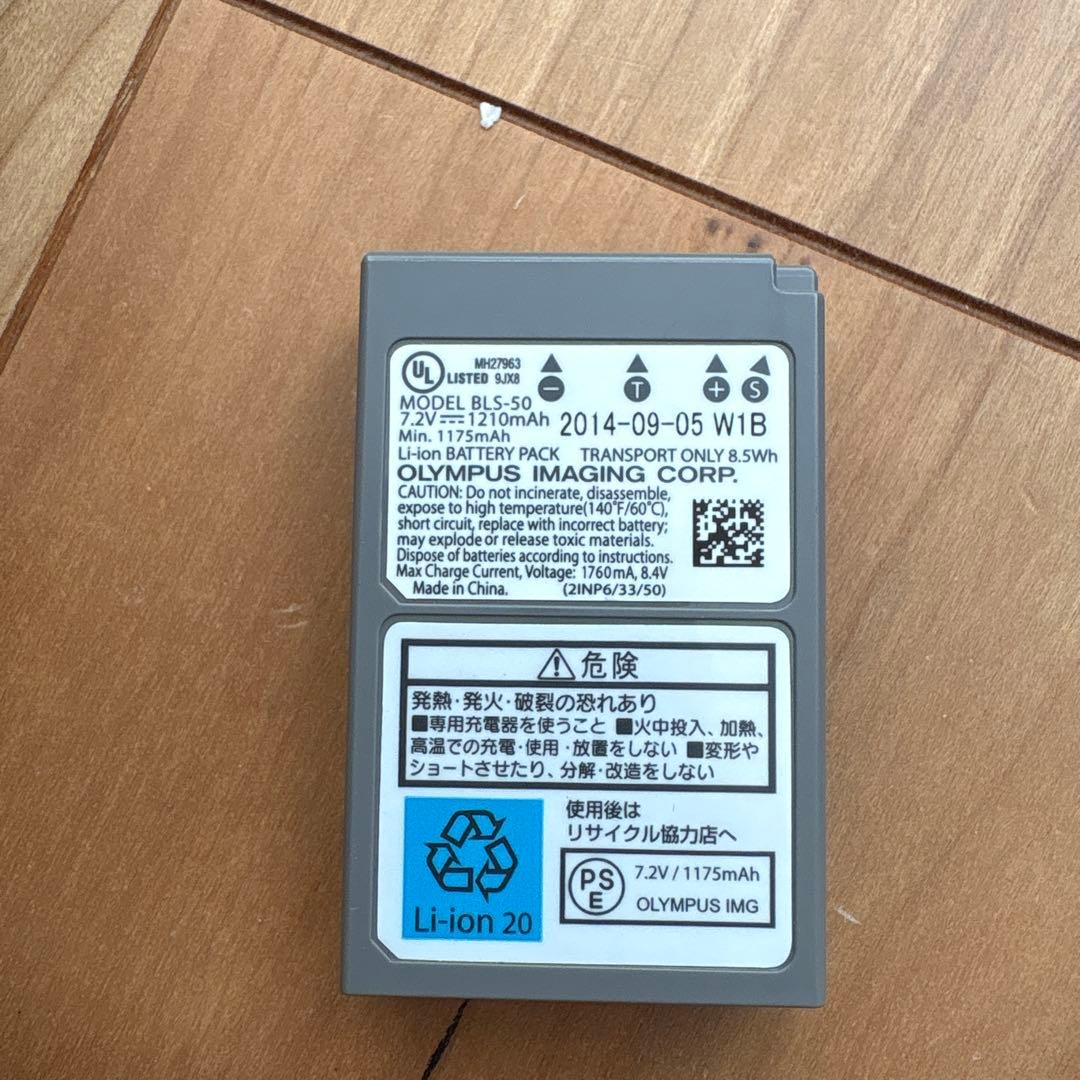 UL LISTED MH27963 9JX8
− T + S
MODEL BLS-50
7.2V⎓1210mAh 2014-09-05 W1B
Min. 1175mAh
Li-ion BATTERY PACK TRANSPORT ONLY 8.5Wh
OLYMPUS IMAGING CORP.
CAUTION: Do not incinerate, disassemble,
expose to high temperature(140°F/60°C),
short circuit, replace with incorrect battery;
may explode or release toxic materials.
Dispose of batteries according to instructions.
Max Charge Current, Voltage: 1760mA, 8.4V
Made in China. (2INP6/33/50)
⚠危険
発熱・発火・破裂の恐れあり
■専用充電器を使うこと ■火中投入、加熱、
高温での充電・使用・放置をしない ■変形や
ショートさせたり、分解・改造をしない
使用後は
リサイクル協力店へ
Li-ion 20
PSE
7.2V / 1175mAh
OLYMPUS IMG